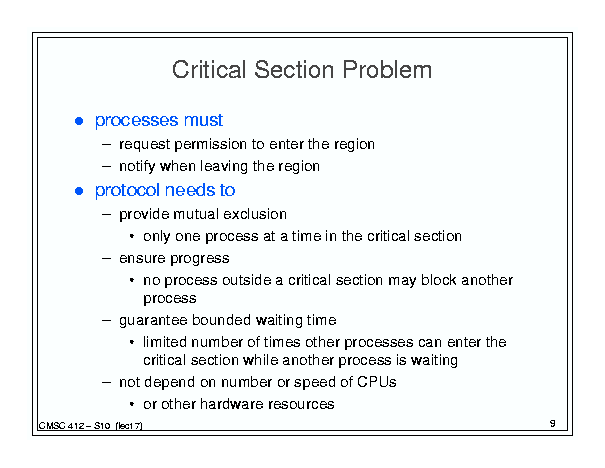 Critical Section Problem
● processes must
– request permission to enter the region
– notify when leaving the region
● protocol needs to
– provide mutual exclusion
• only one process at a time in the critical section
– ensure progress
• no process outside a critical section may block another
process
– guarantee bounded waiting time
• limited number of times other processes can enter the
critical section while another process is waiting
– not depend on number or speed of CPUs
• or other hardware resources
CMSC 412 – S10 (lect7)
9